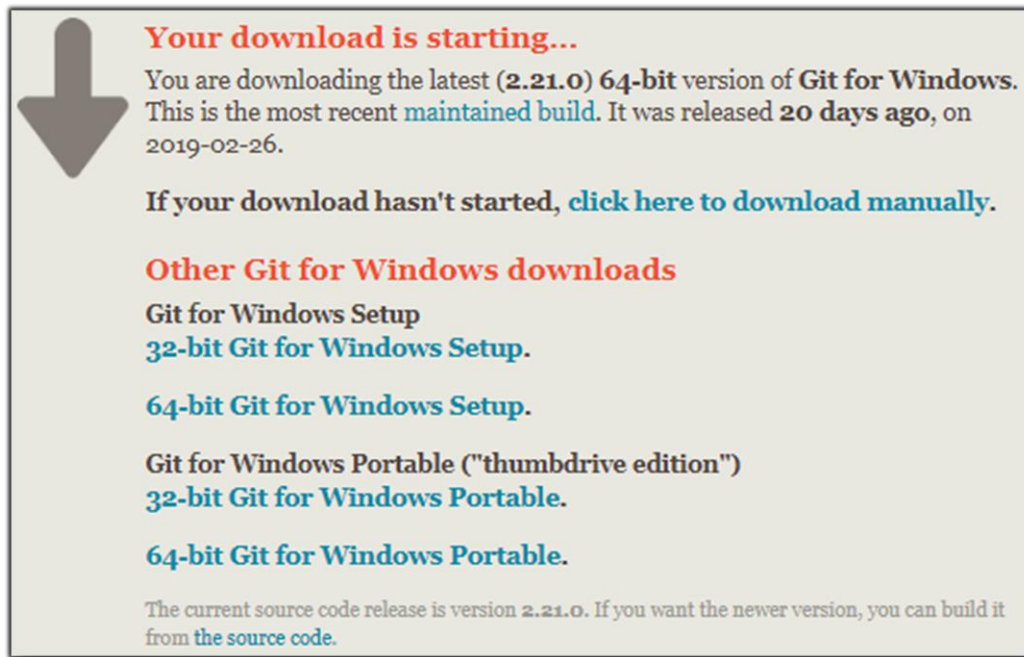 Your download is starting...
You are downloading the latest (2.21.0) 64-bit version of Git for Windows.
This is the most recent maintained build. It was released 20 days ago, on
2019-02-26.
If your download hasn't started, click here to download manually.
Other Git for Windows downloads
Git for Windows Setup
32-bit Git for Windows Setup.
64-bit Git for Windows Setup.
Git for Windows Portable ("thumbdrive edition")
32-bit Git for Windows Portable.
64-bit Git for Windows Portable.
The current source code release is version 2.21.0. If you want the newer version, you can build it
from the source code.